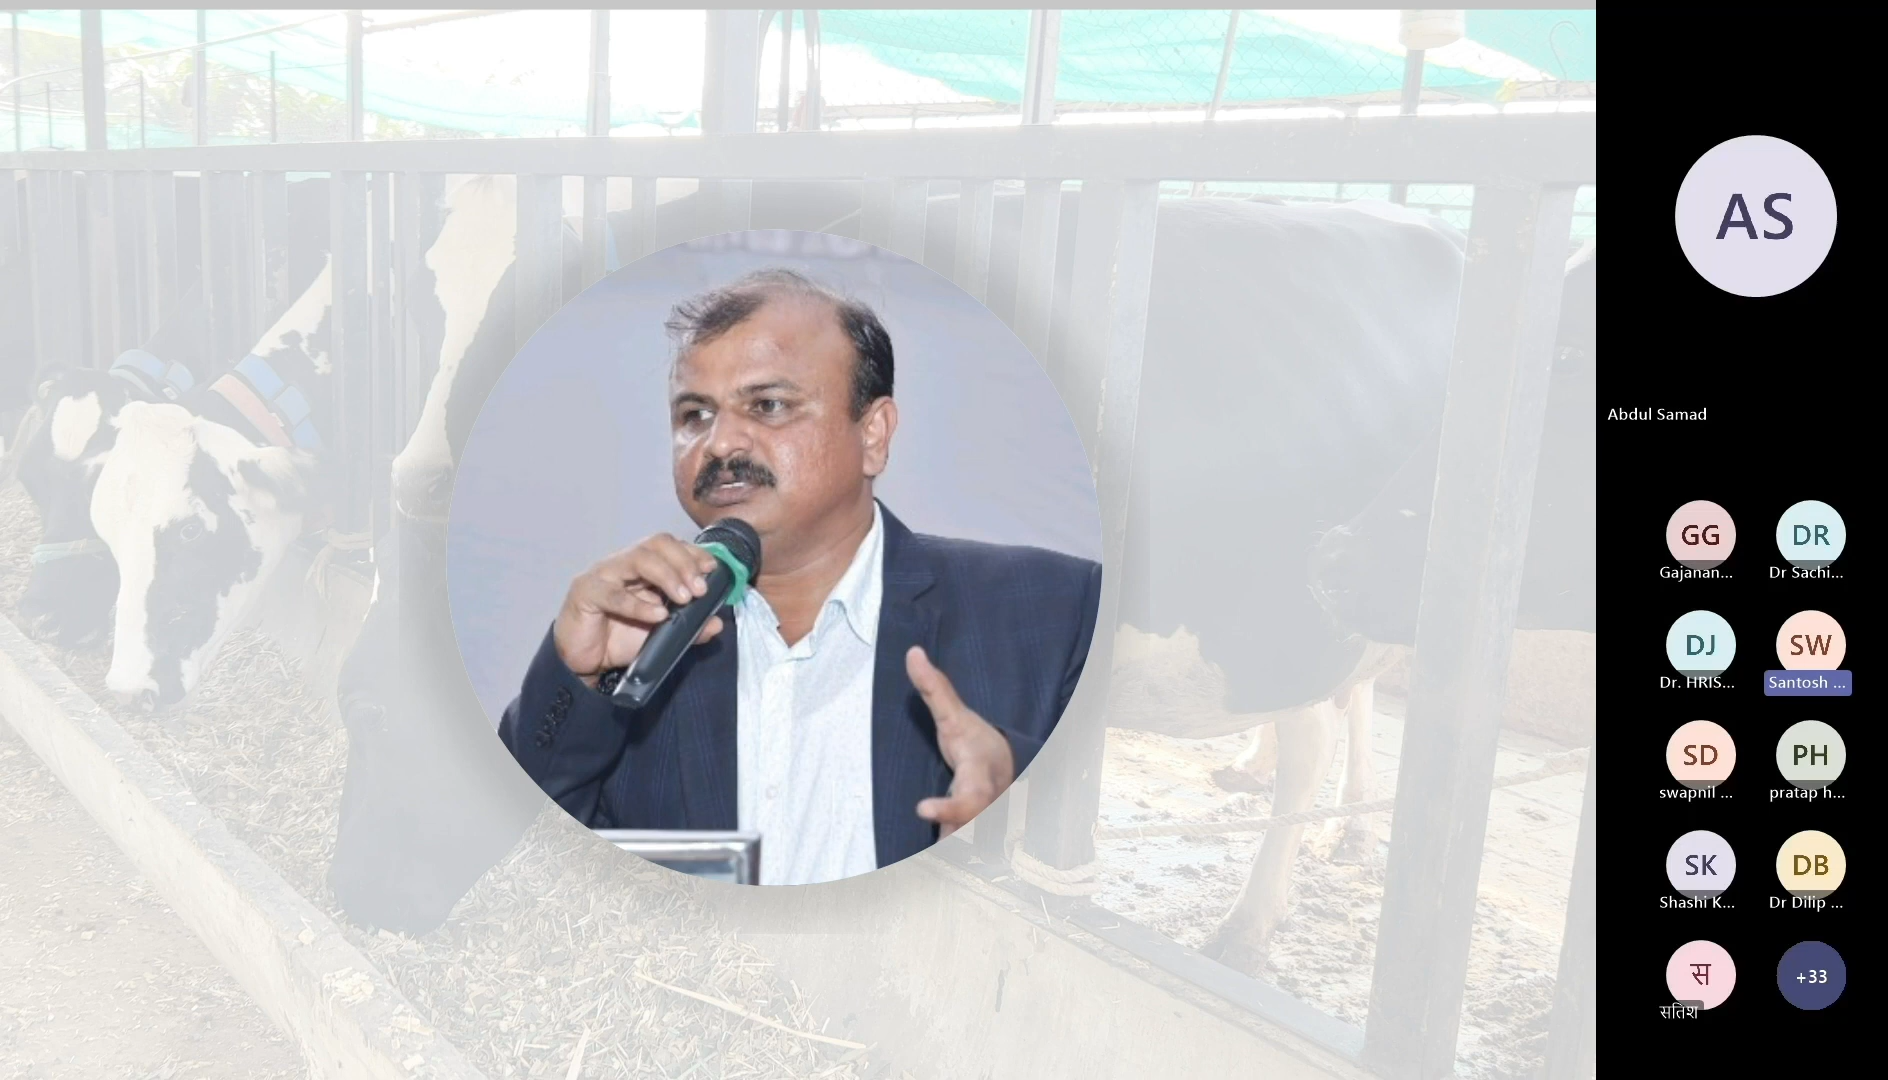 AS
Abdul Samad
GG
Gajanan...
DR
Dr Sachi...
DJ
Dr. HRIS...
SW
Santosh ...
SD
swapnil ...
PH
pratap h...
SK
Shashi K...
DB
Dr Dilip ...
स
सतिश
+33